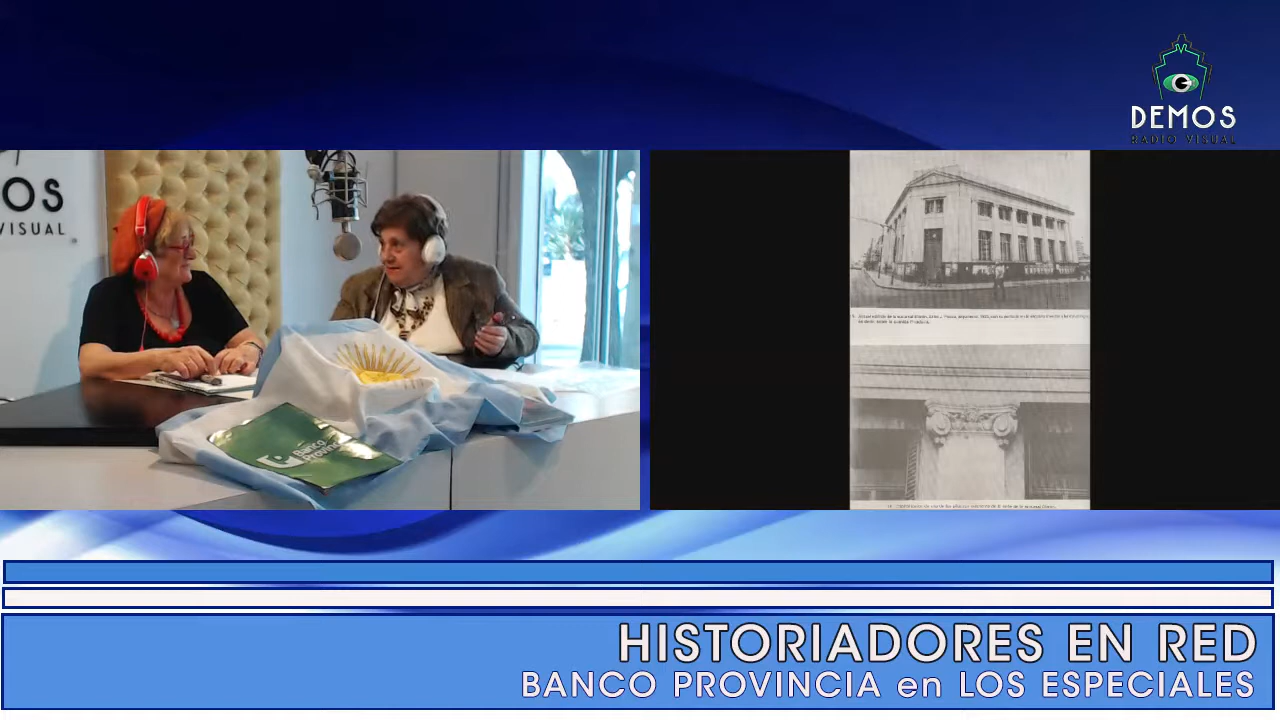 DEMOS
RADIO VISUAL
OS
VISUAL
Banco
Provincia
HISTORIADORES EN RED
BANCO PROVINCIA en LOS ESPECIALES